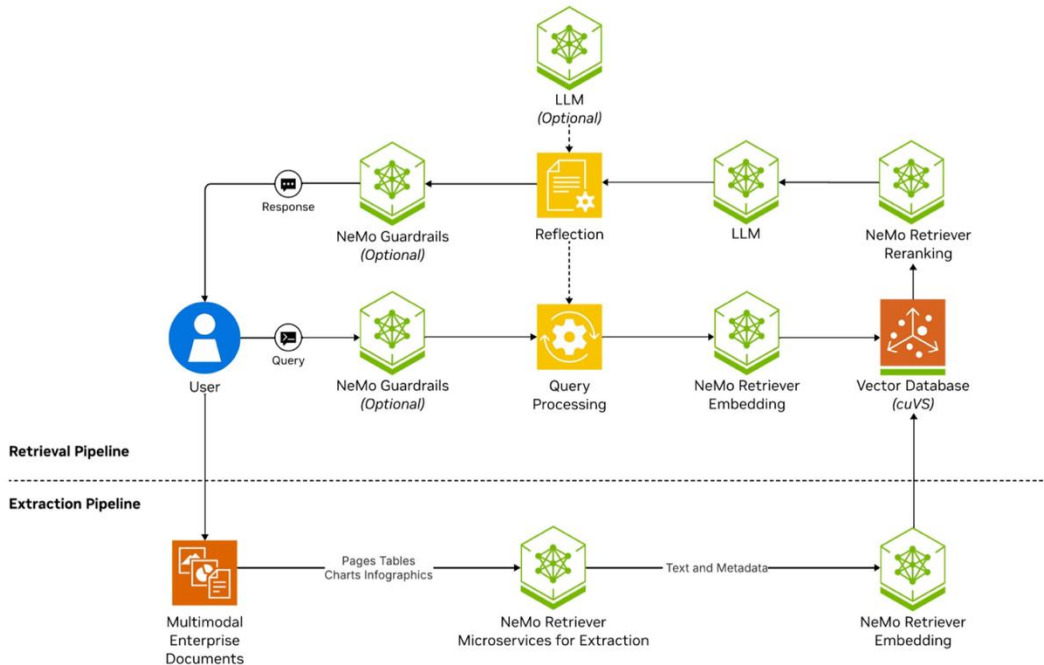 LLM
(Optional)
Response
NeMo Guardrails
(Optional)
Reflection
LLM
NeMo Retriever
Reranking
User
Query
NeMo Guardrails
(Optional)
Query
Processing
NeMo Retriever
Embedding
Vector Database
(cuVS)
Retrieval Pipeline
Extraction Pipeline
Multimodal
Enterprise
Documents
Pages Tables
Charts Infographics
NeMo Retriever
Microservices for Extraction
Text and Metadata
NeMo Retriever
Embedding